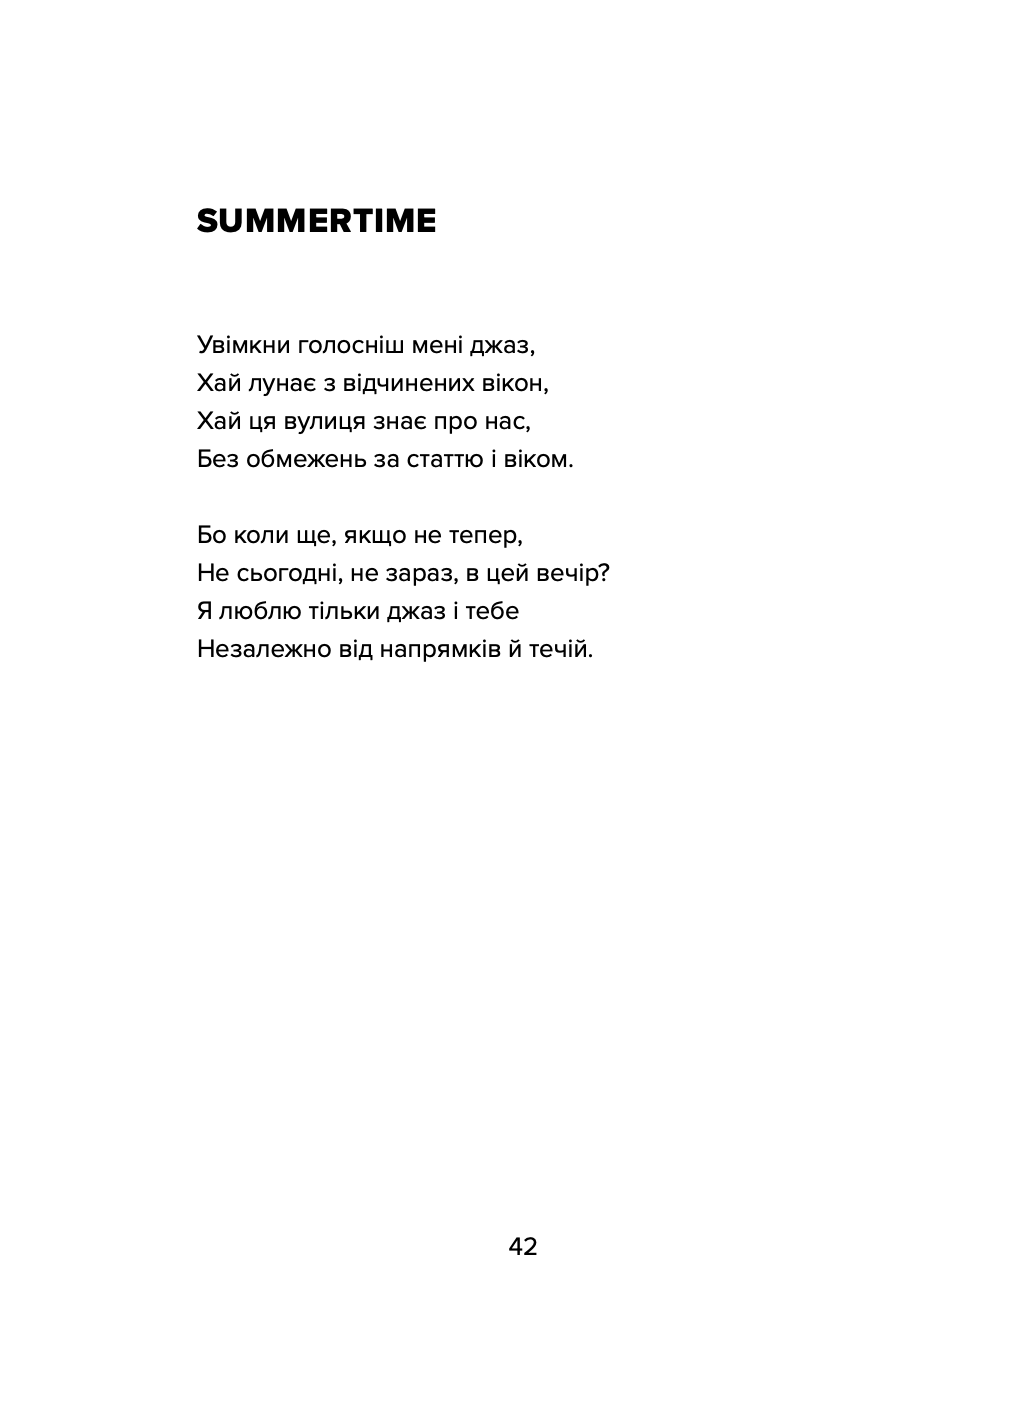 SUMMERTIME
Увімкни голосніш мені джаз,
Хай лунає з відчинених вікон,
Хай ця вулиця знає про нас,
Без обмежень за статтю і віком.
Бо коли ще, якщо не тепер,
Не сьогодні, не зараз, в цей вечір?
Я люблю тільки джаз і тебе
Незалежно від напрямків й течій.
42